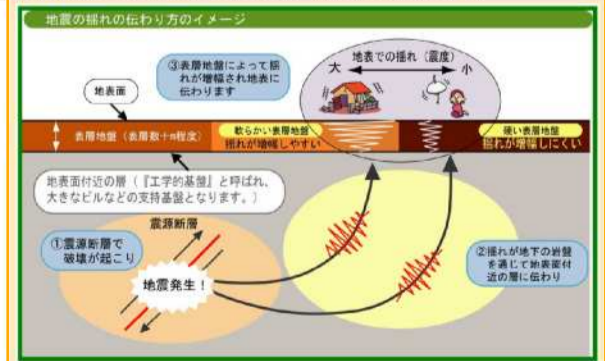 地震の揺れの伝わり方のイメージ
③表層地盤によって揺
れが増幅され地表に
伝わります
地表での揺れ（震度）
大
小
地表面
表層地盤（表層数十m程度）
軟らかい表層地盤
揺れが増幅しやすい
硬い表層地盤
揺れが増幅しにくい
地表面付近の層（『工学的基盤』と呼ばれ、
大きなビルなどの支持基盤となります。）
震源断層
①震源断層で
破壊が起こり
地震発生！
②揺れが地下の岩盤
を通じて地表面付
近の層に伝わり